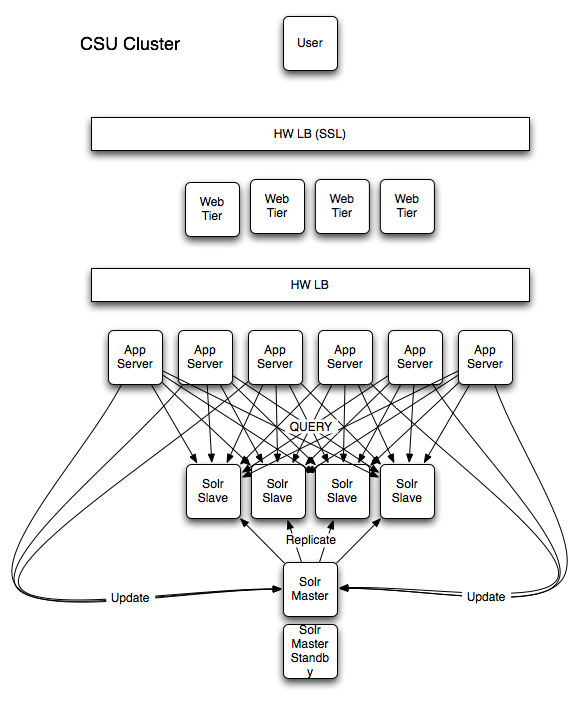 CSU Cluster
User
HW LB (SSL)
Web
Tier
Web
Tier
Web
Tier
Web
Tier
HW LB
App
Server
App
Server
App
Server
App
Server
App
Server
App
Server
QUERY
Solr
Slave
Solr
Slave
Solr
Slave
Solr
Slave
Replicate
Solr
Master
Update
Update
Solr
Master
Standb
y